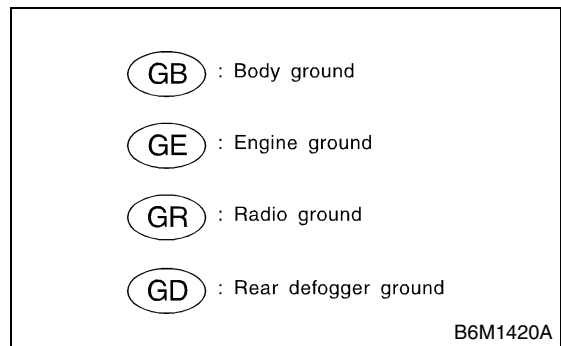 GB : Body ground
GE : Engine ground
GR : Radio ground
GD : Rear defogger ground
B6M1420A